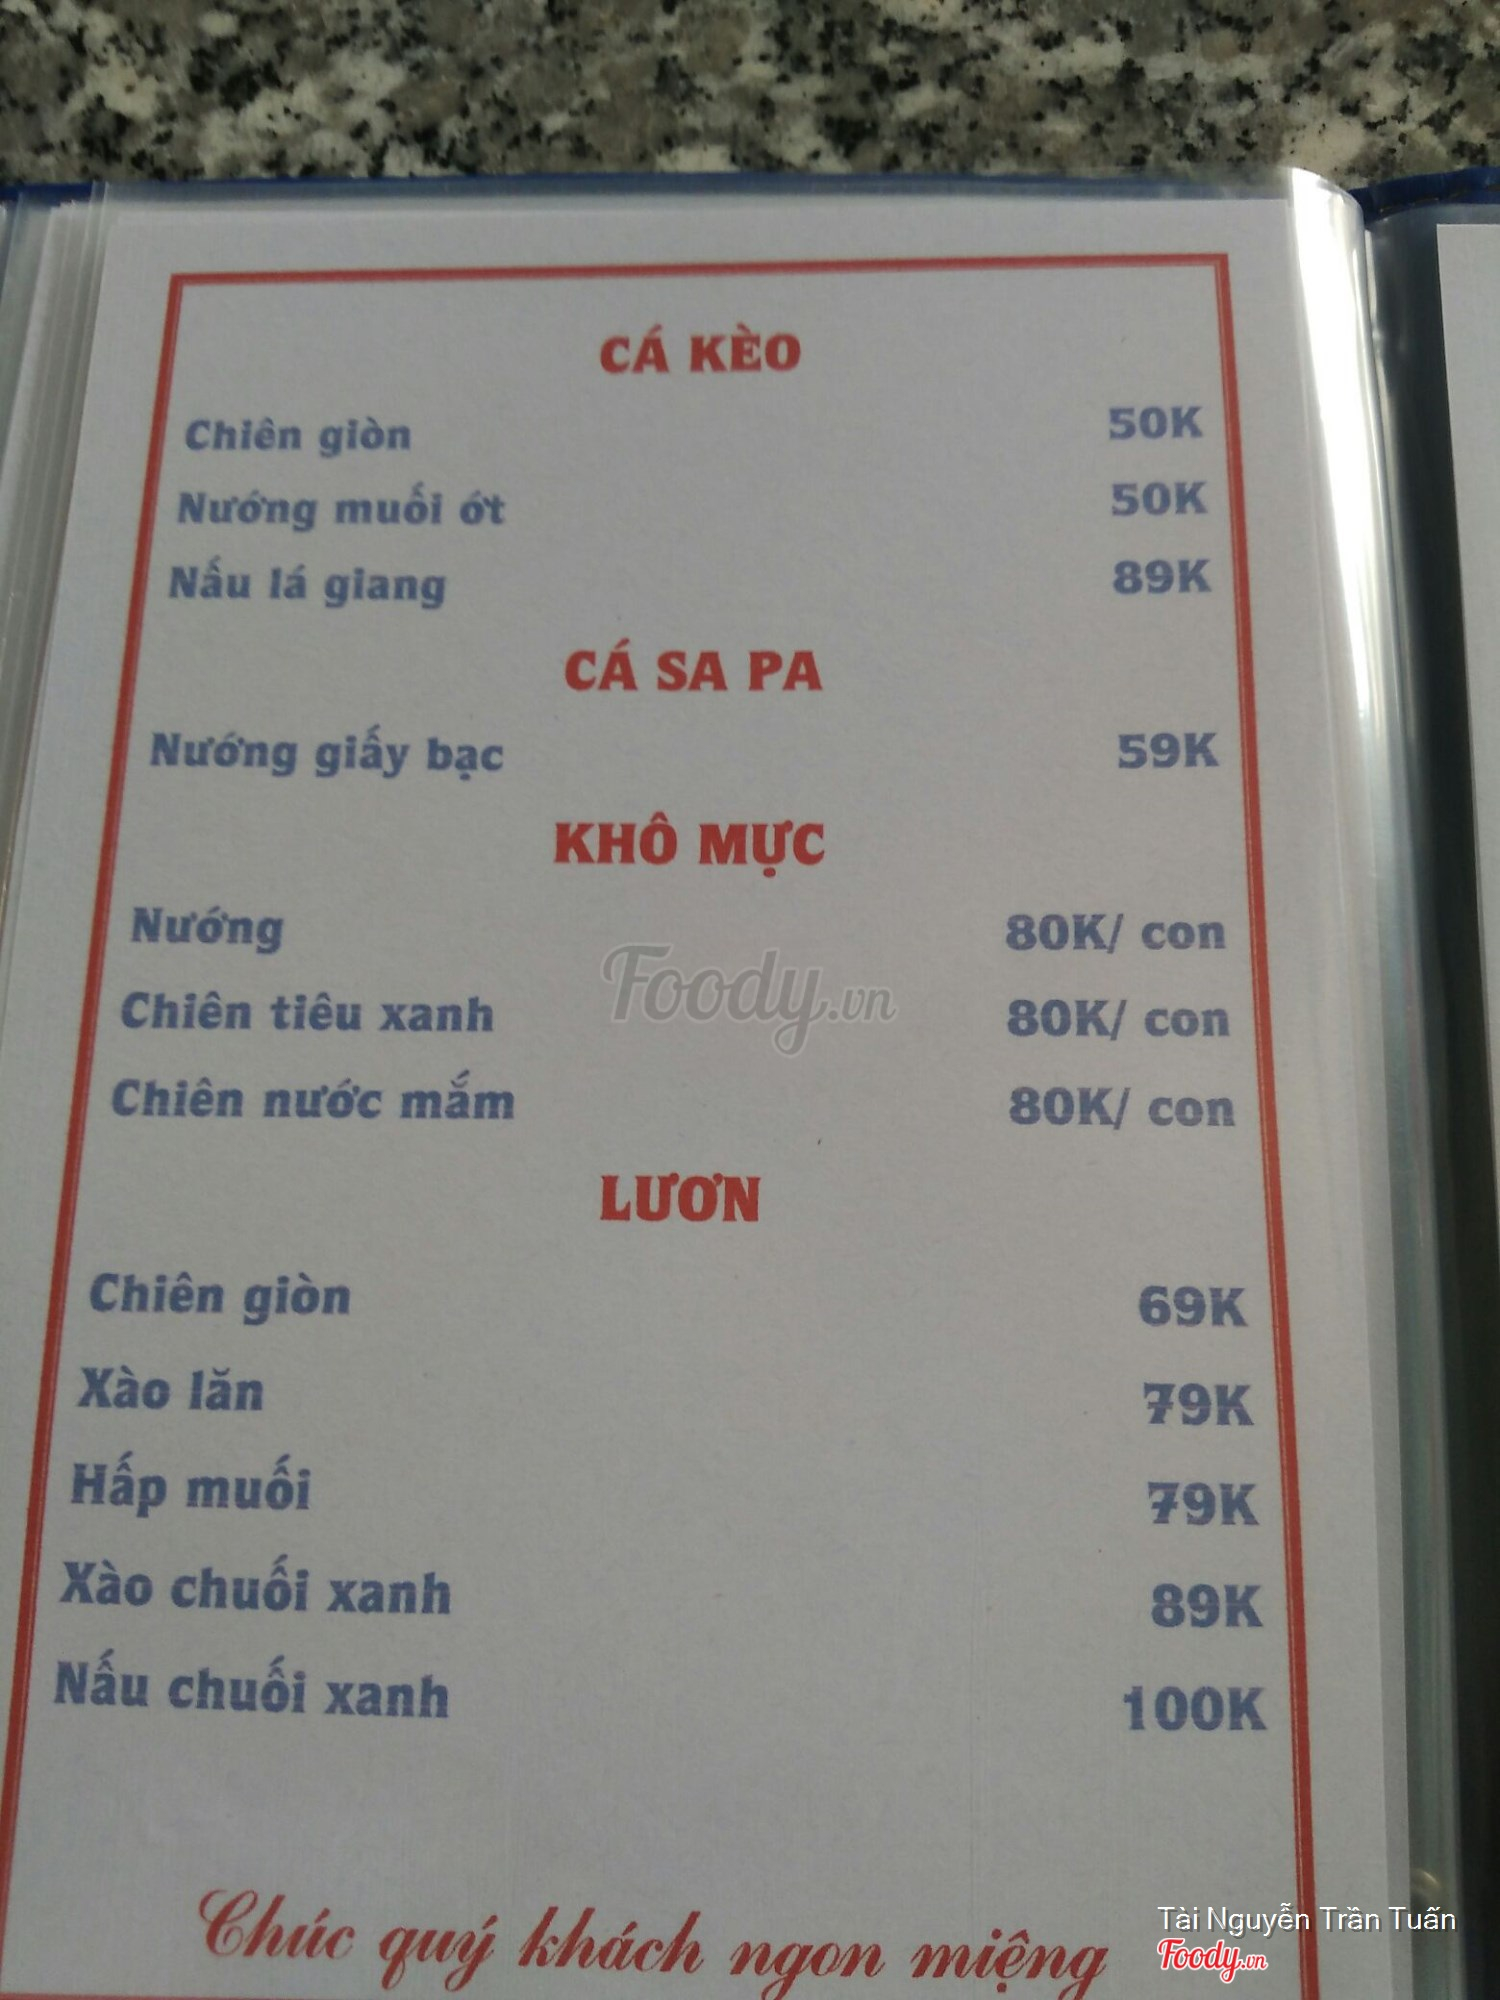 CÁ KÈO
Chiên giòn 50K
Nướng muối ớt 50K
Nấu lá giang 89K
CÁ SA PA
Nướng giấy bạc 59K
KHÔ MỰC
Nướng 80K/ con
Foody.vn
Chiên tiêu xanh 80K/ con
Chiên nước mắm 80K/ con
LƯƠN
Chiên giòn 69K
Xào lăn 79K
Hấp muối 79K
Xào chuối xanh 89K
Nấu chuối xanh 100K
Chúc quý khách ngon miệng
Tài Nguyễn Trần Tuấn
Foody.vn